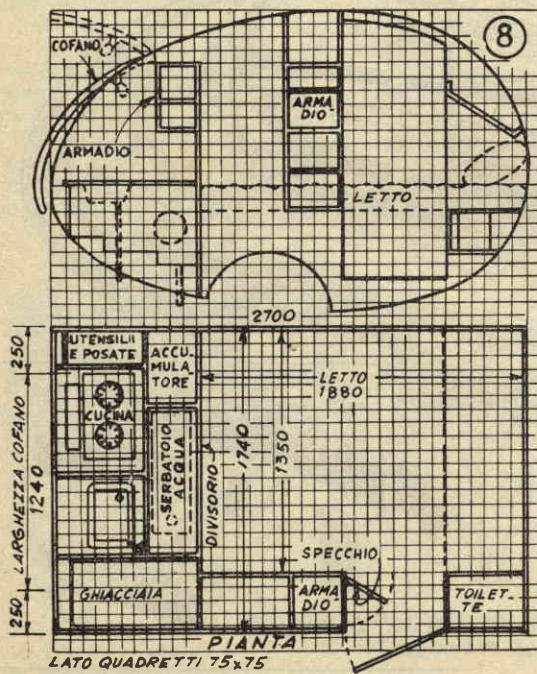 8
COFANO
ARMADIO
ARMA
DIO
LETTO
2700
250
LARGHEZZA COFANO
1240
250
UTENSILI
E POSATE
ACCU-
MULA
TORE
CUCINA
SERBATOIO
ACQUA
DIVISORIO
1740
1350
LETTO
1880
SPECCHIO
GHIACCIAIA
ARMA
DIO
TOILET-
TE
PIANTA
LATO QUADRETTI 75x75